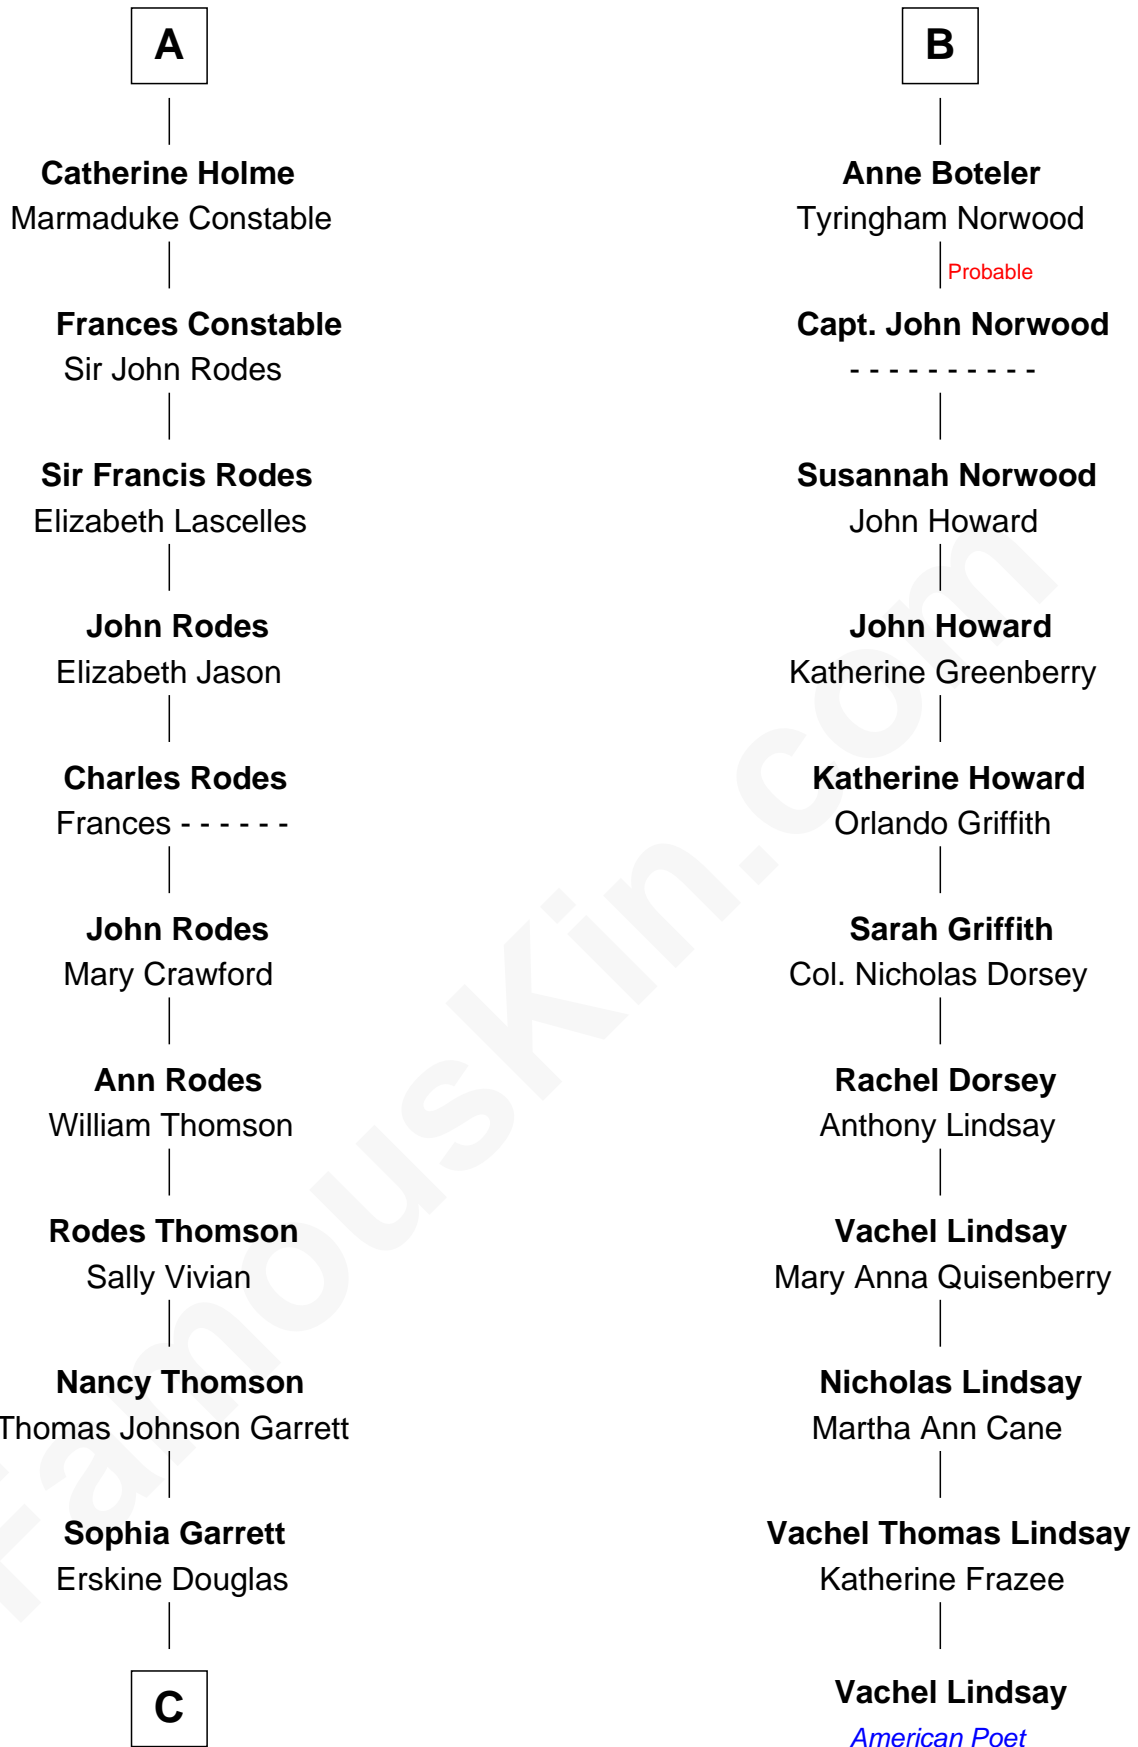 A
Catherine Holme
Marmaduke Constable
Frances Constable
Sir John Rodes
Sir Francis Rodes
Elizabeth Lascelles
John Rodes
Elizabeth Jason
Charles Rodes
Frances - - - - - -
John Rodes
Mary Crawford
Ann Rodes
William Thomson
Rodes Thomson
Sally Vivian
Nancy Thomson
Thomas Johnson Garrett
Sophia Garrett
Erskine Douglas
C
B
Anne Boteler
Tyringham Norwood
Probable
Capt. John Norwood
- - - - - - - - - -
Susannah Norwood
John Howard
John Howard
Katherine Greenberry
Katherine Howard
Orlando Griffith
Sarah Griffith
Col. Nicholas Dorsey
Rachel Dorsey
Anthony Lindsay
Vachel Lindsay
Mary Anna Quisenberry
Nicholas Lindsay
Martha Ann Cane
Vachel Thomas Lindsay
Katherine Frazee
Vachel Lindsay
American Poet
FamousKin.com